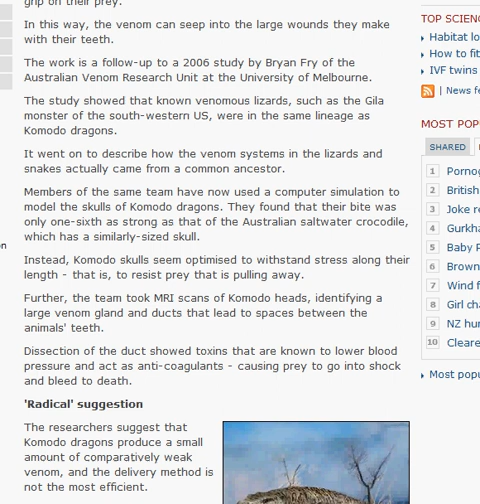 grip on their prey.
In this way, the venom can seep into the large wounds they make
with their teeth.
The work is a follow-up to a 2006 study by Bryan Fry of the
Australian Venom Research Unit at the University of Melbourne.
The study showed that known venomous lizards, such as the Gila
monster of the south-western US, were in the same lineage as
Komodo dragons.
It went on to describe how the venom systems in the lizards and
snakes actually came from a common ancestor.
Members of the same team have now used a computer simulation to
model the skulls of Komodo dragons. They found that their bite was
only one-sixth as strong as that of the Australian saltwater crocodile,
which has a similarly-sized skull.
Instead, Komodo skulls seem optimised to withstand stress along their
length - that is, to resist prey that is pulling away.
Further, the team took MRI scans of Komodo heads, identifying a
large venom gland and ducts that lead to spaces between the
animals' teeth.
Dissection of the duct showed toxins that are known to lower blood
pressure and act as anti-coagulants - causing prey to go into shock
and bleed to death.
'Radical' suggestion
The researchers suggest that
Komodo dragons produce a small
amount of comparatively weak
venom, and the delivery method is
not the most efficient.
TOP SCIEN
Habitat lo
How to fit
IVF twins
| News fe
MOST POP
SHARED
1 Pornog
2 British
3 Joke re
4 Gurkha
5 Baby P
6 Brown
7 Wind f
8 Girl cha
9 NZ hun
10 Cleare
Most popu
on